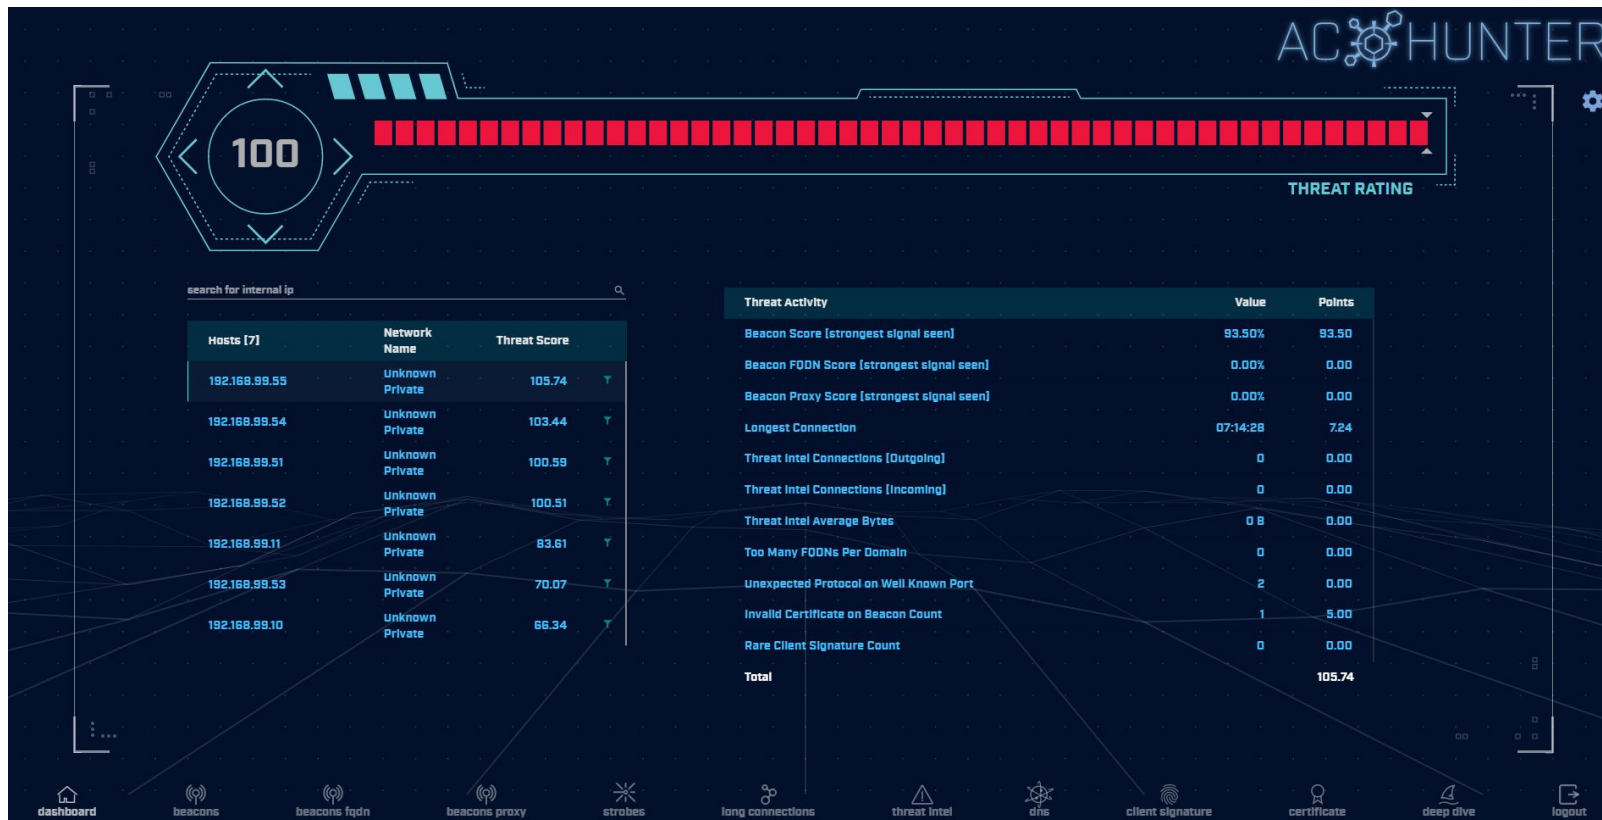 AC HUNTER
100
THREAT RATING
search for internal ip
Hosts [7] Network Name Threat Score
192.168.99.55 Unknown Private 105.74
192.168.99.54 Unknown Private 103.44
192.168.99.51 Unknown Private 100.59
192.168.99.52 Unknown Private 100.51
192.168.99.11 Unknown Private 83.61
192.168.99.53 Unknown Private 70.07
192.168.99.10 Unknown Private 66.34
Threat Activity Value Points
Beacon Score [strongest signal seen] 93.50% 93.50
Beacon FQDN Score [strongest signal seen] 0.00% 0.00
Beacon Proxy Score [strongest signal seen] 0.00% 0.00
Longest Connection 07:14:28 7.24
Threat Intel Connections [Outgoing] 0 0.00
Threat Intel Connections [Incoming] 0 0.00
Threat Intel Average Bytes 0 B 0.00
Too Many FQDNs Per Domain 0 0.00
Unexpected Protocol on Well Known Port 2 0.00
Invalid Certificate on Beacon Count 1 5.00
Rare Client Signature Count 0 0.00
Total 105.74
dashboard beacons beacons fqdn beacons proxy strobes long connections threat intel dns client signature certificate deep dive logout